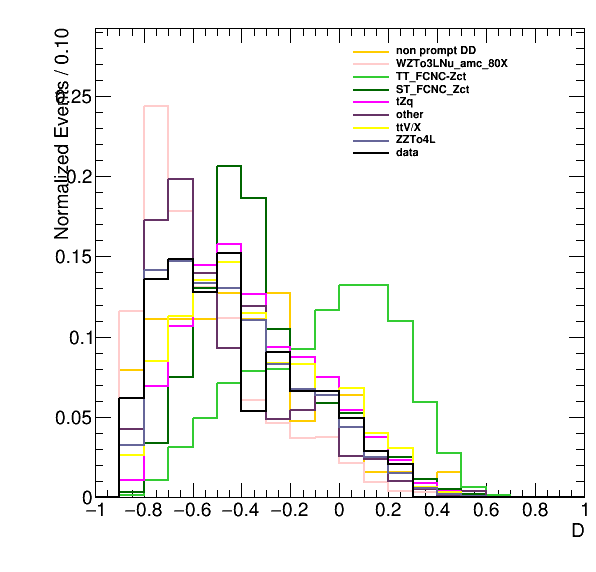 Normalized Events / 0.10
non prompt DD
WZTo3LNu_amc_80X
TT_FCNC-Zct
ST_FCNC_Zct
tZq
other
ttV/X
ZZTo4L
data
0.25
0.2
0.15
0.1
0.05
0
−1 −0.8 −0.6 −0.4 −0.2 0 0.2 0.4 0.6 0.8 1
D